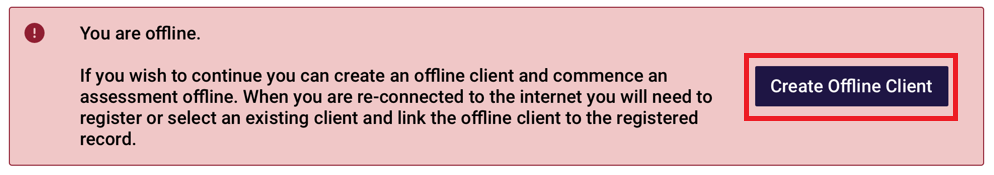 You are offline.
If you wish to continue you can create an offline client and commence an
assessment offline. When you are re-connected to the internet you will need to
register or select an existing client and link the offline client to the registered
record.
Create Offline Client